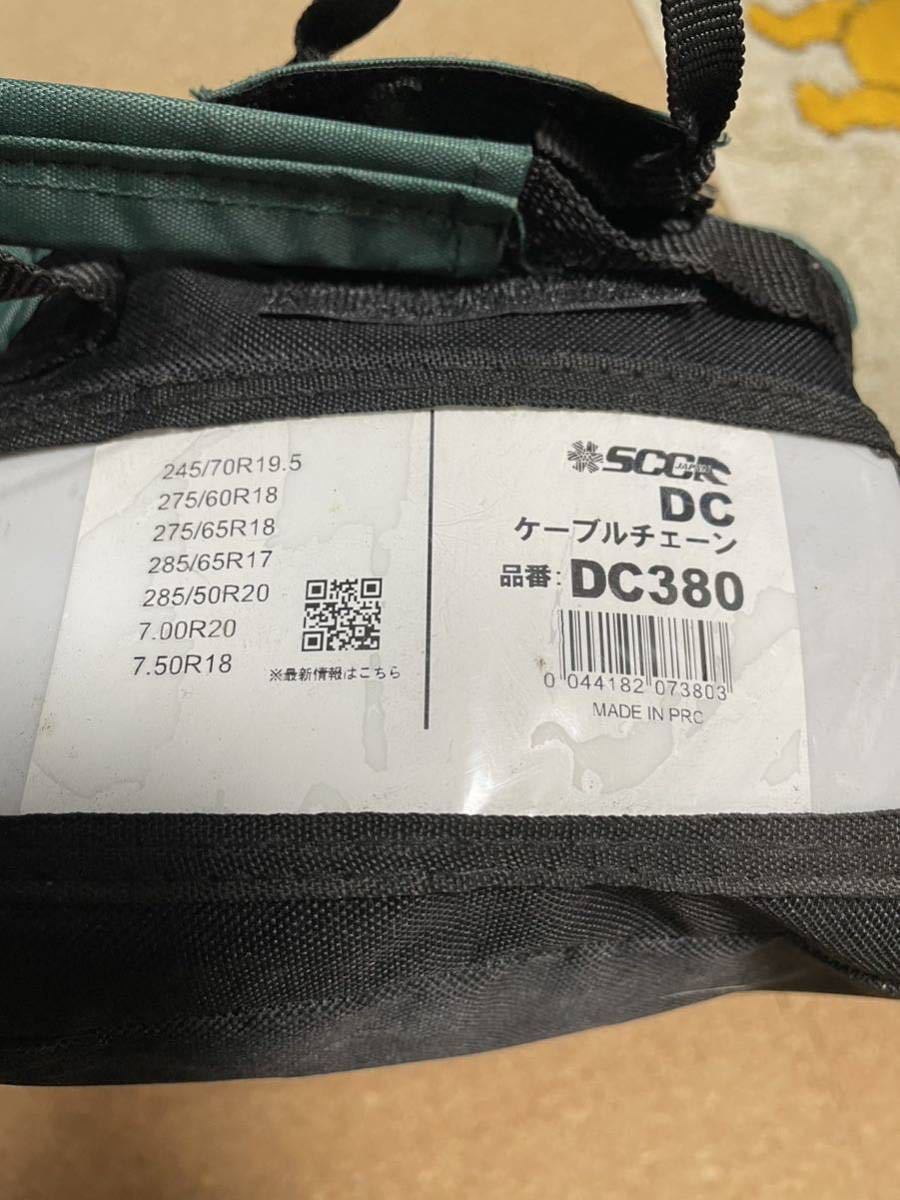 245/70R19.5
275/60R18
275/65R18
285/65R17
285/50R20
7.00R20
7.50R18
※最新情報はこちら
SCC
JAPAN
DC
ケーブルチェーン
品番: DC380
0 044182 073803
MADE IN PRC